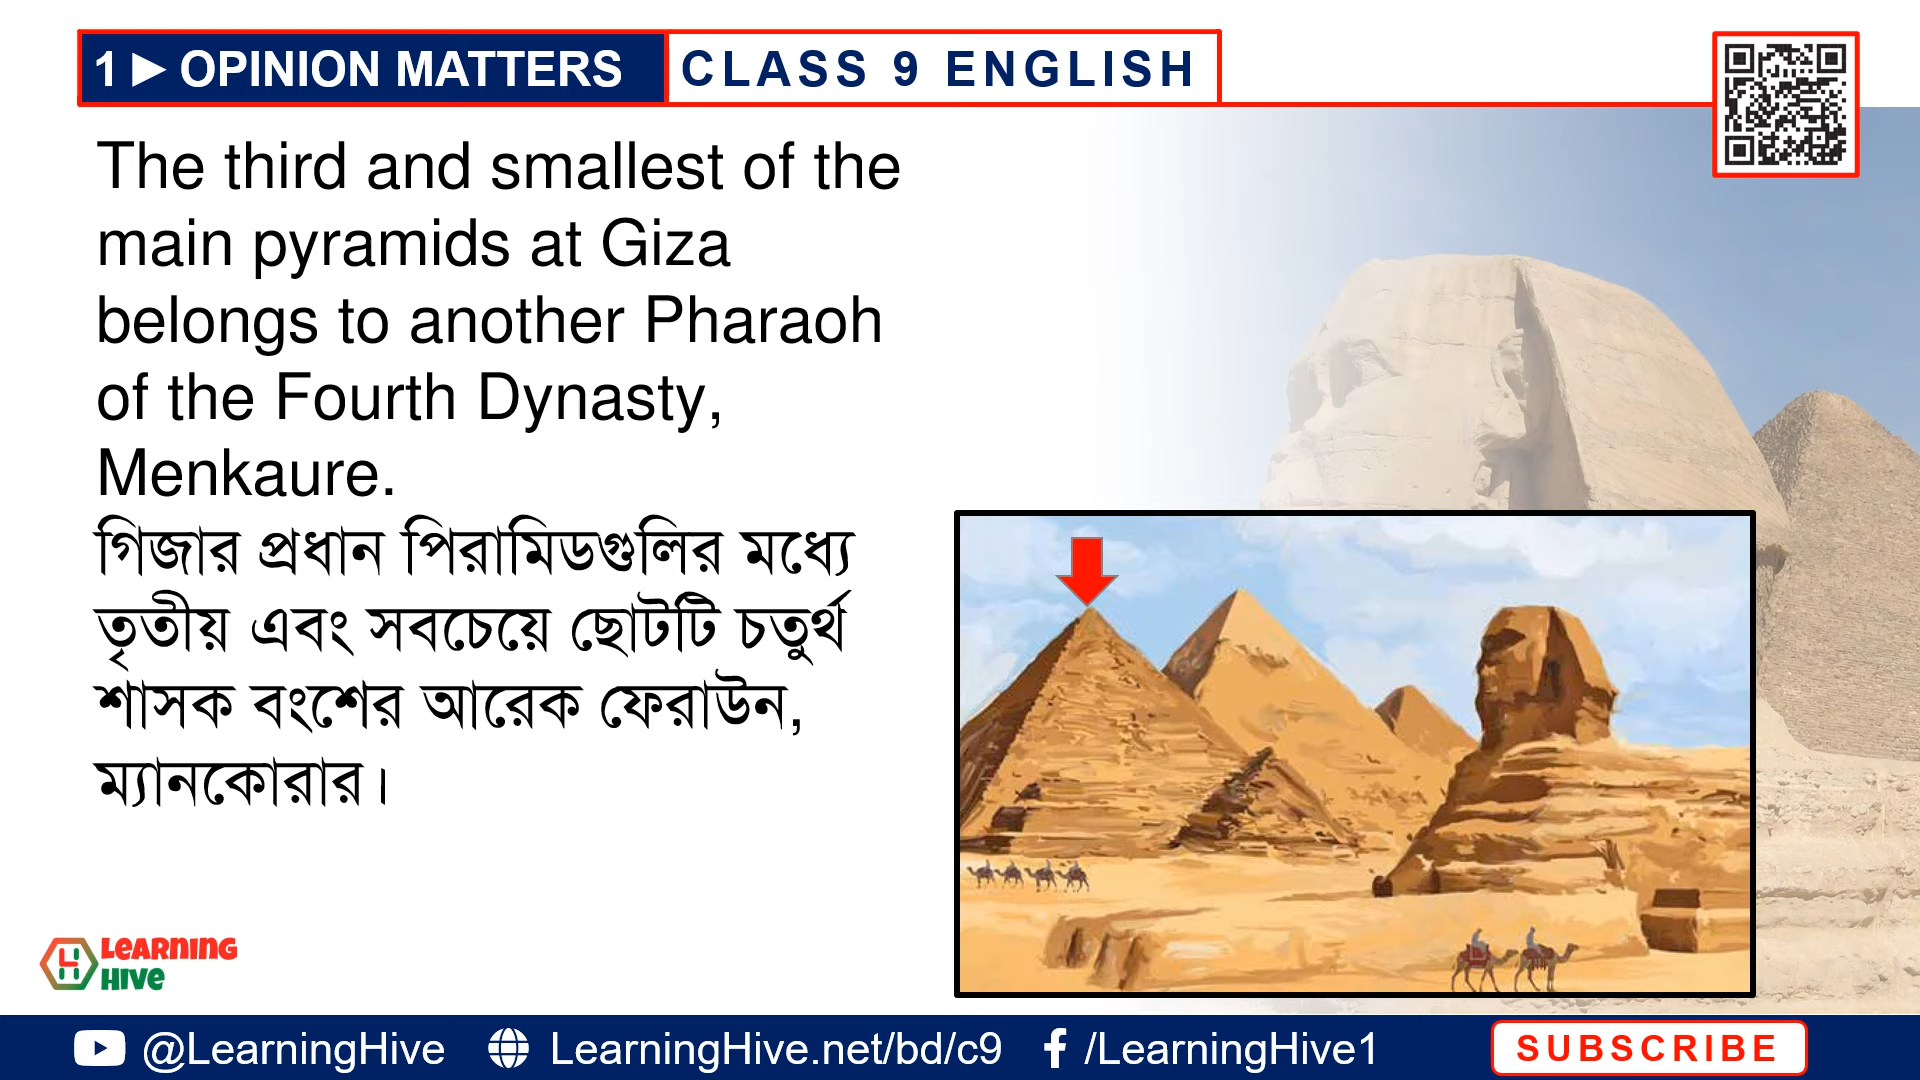 1 ► OPINION MATTERS CLASS 9 ENGLISH
The third and smallest of the
main pyramids at Giza
belongs to another Pharaoh
of the Fourth Dynasty,
Menkaure.
গিজার প্রধান পিরামিডগুলির মধ্যে
তৃতীয় এবং সবচেয়ে ছোটটি চতুর্থ
শাসক বংশের আরেক ফেরাউন,
ম্যানকোরার।
LEARNING
HIVE
@LearningHive LearningHive.net/bd/c9 /LearningHive1 SUBSCRIBE